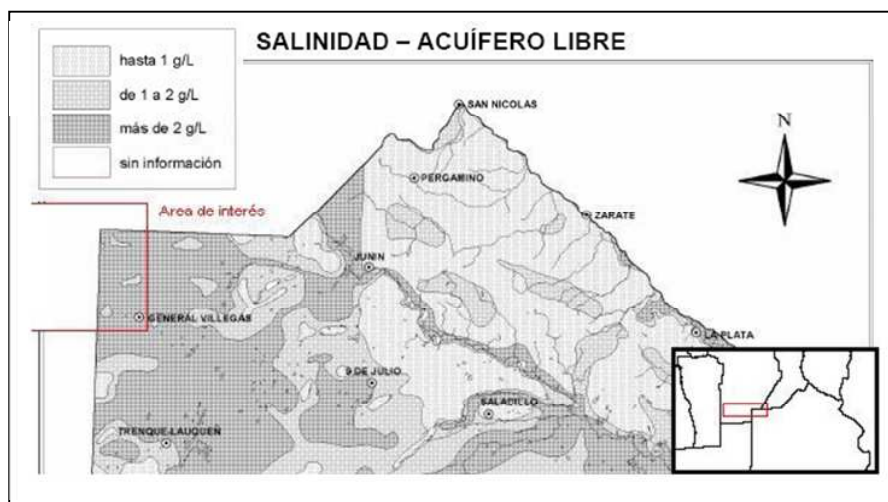 SALINIDAD – ACUÍFERO LIBRE
hasta 1 g/L
de 1 a 2 g/L
más de 2 g/L
sin información
Area de interés
N
SAN NICOLAS
PERGAMINO
ZARATE
JUNIN
GENERAL VILLEGAS
LA PLATA
9 DE JULIO
SALADILLO
TRENQUE-LAUQUEN